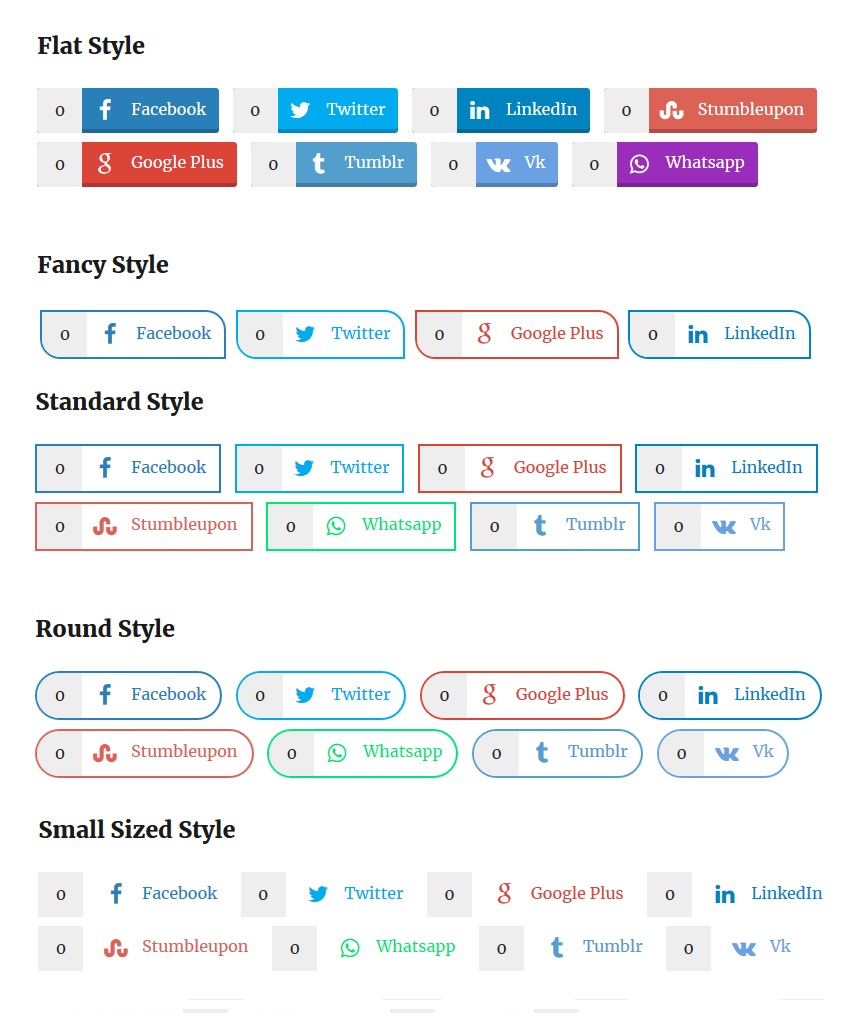 Flat Style
0 Facebook 0 Twitter 0 LinkedIn 0 Stumbleupon
0 Google Plus 0 Tumblr 0 Vk 0 Whatsapp
Fancy Style
0 Facebook 0 Twitter 0 Google Plus 0 LinkedIn
Standard Style
0 Facebook 0 Twitter 0 Google Plus 0 LinkedIn
0 Stumbleupon 0 Whatsapp 0 Tumblr 0 Vk
Round Style
0 Facebook 0 Twitter 0 Google Plus 0 LinkedIn
0 Stumbleupon 0 Whatsapp 0 Tumblr 0 Vk
Small Sized Style
0 Facebook 0 Twitter 0 Google Plus 0 LinkedIn
0 Stumbleupon 0 Whatsapp 0 Tumblr 0 Vk